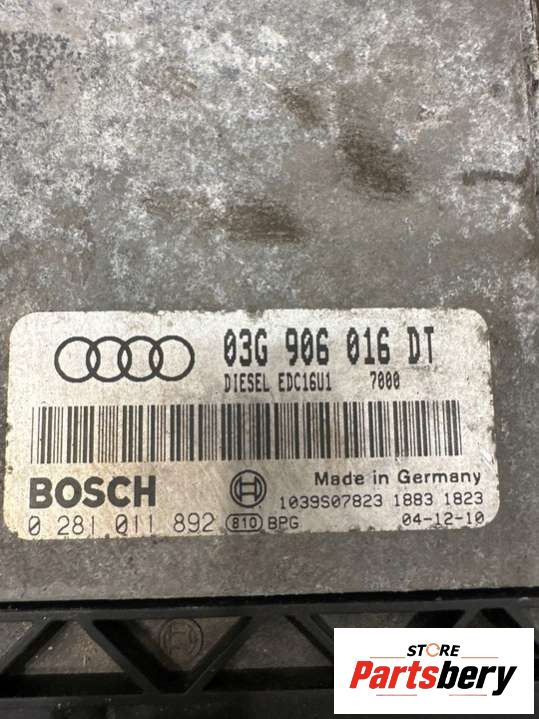 03G 906 016 DT
DIESEL EDC16U1 7000
BOSCH
Made in Germany
1039S07823 1883 1823
0 281 011 892 810 BPG
04-12-10
STORE
Partsbery